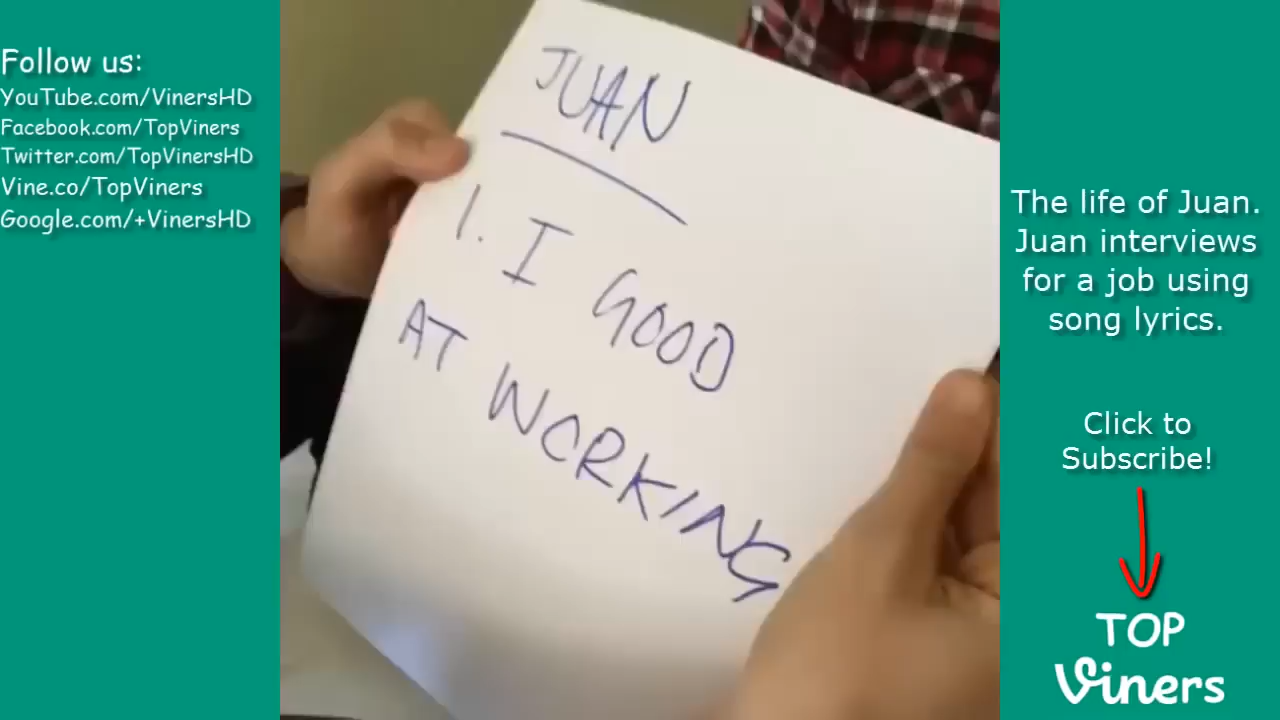 Follow us:
YouTube.com/VinersHD
Facebook.com/TopViners
Twitter.com/TopVinersHD
Vine.co/TopViners
Google.com/+VinersHD
JUAN
1. I GOOD
AT WORKING
The life of Juan.
Juan interviews
for a job using
song lyrics.
Click to
Subscribe!
TOP
Viners